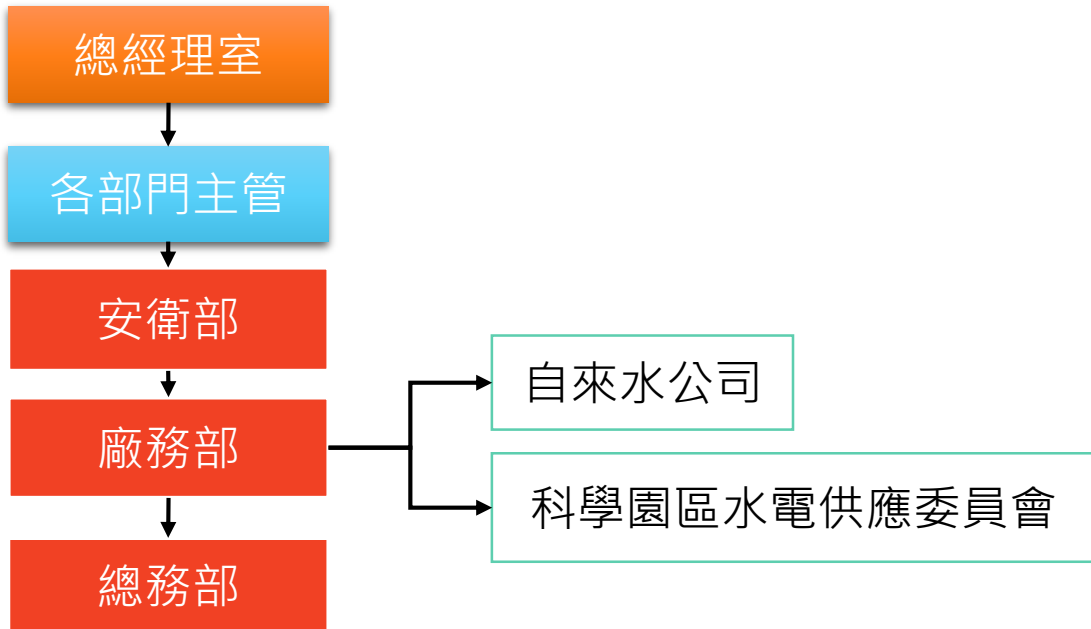 總經理室
各部門主管
安衛部
廠務部
總務部
自來水公司
科學園區水電供應委員會